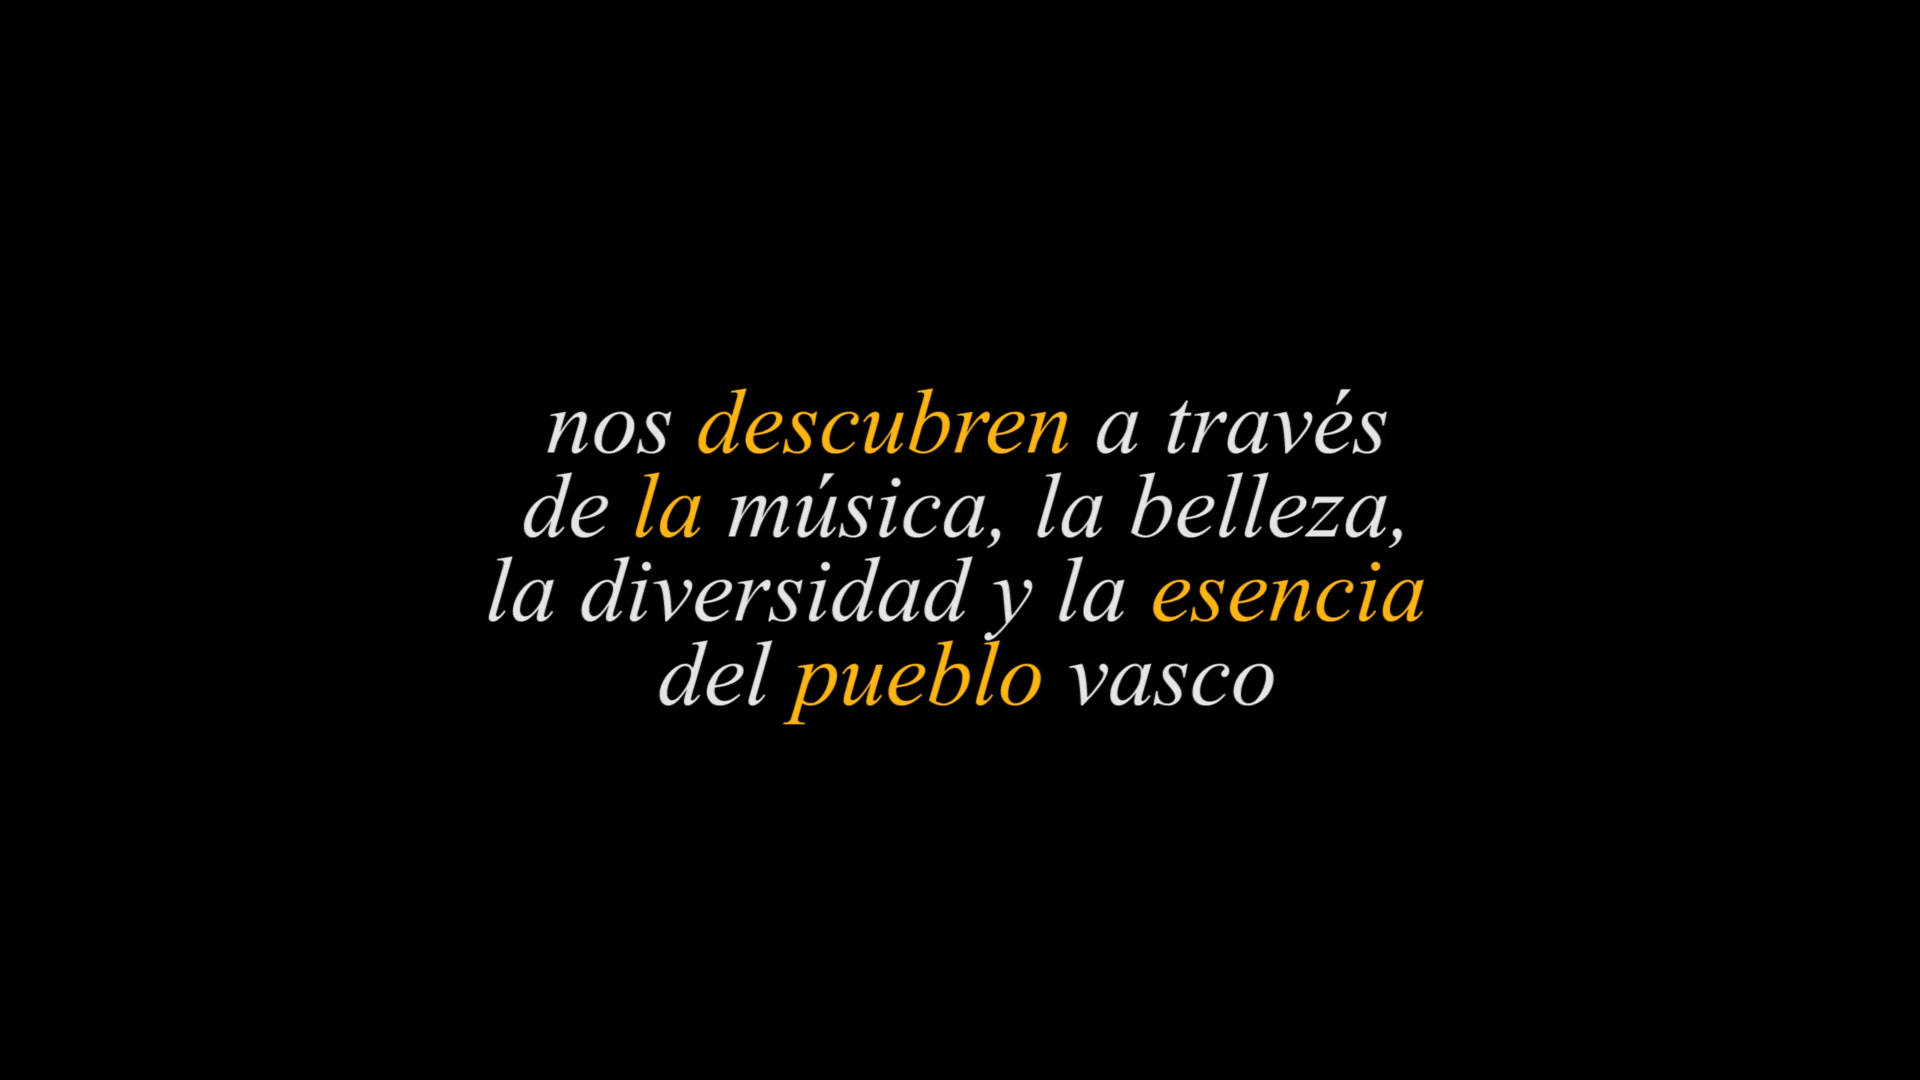 nos descubren a través
de la música, la belleza,
la diversidad y la esencia
del pueblo vasco